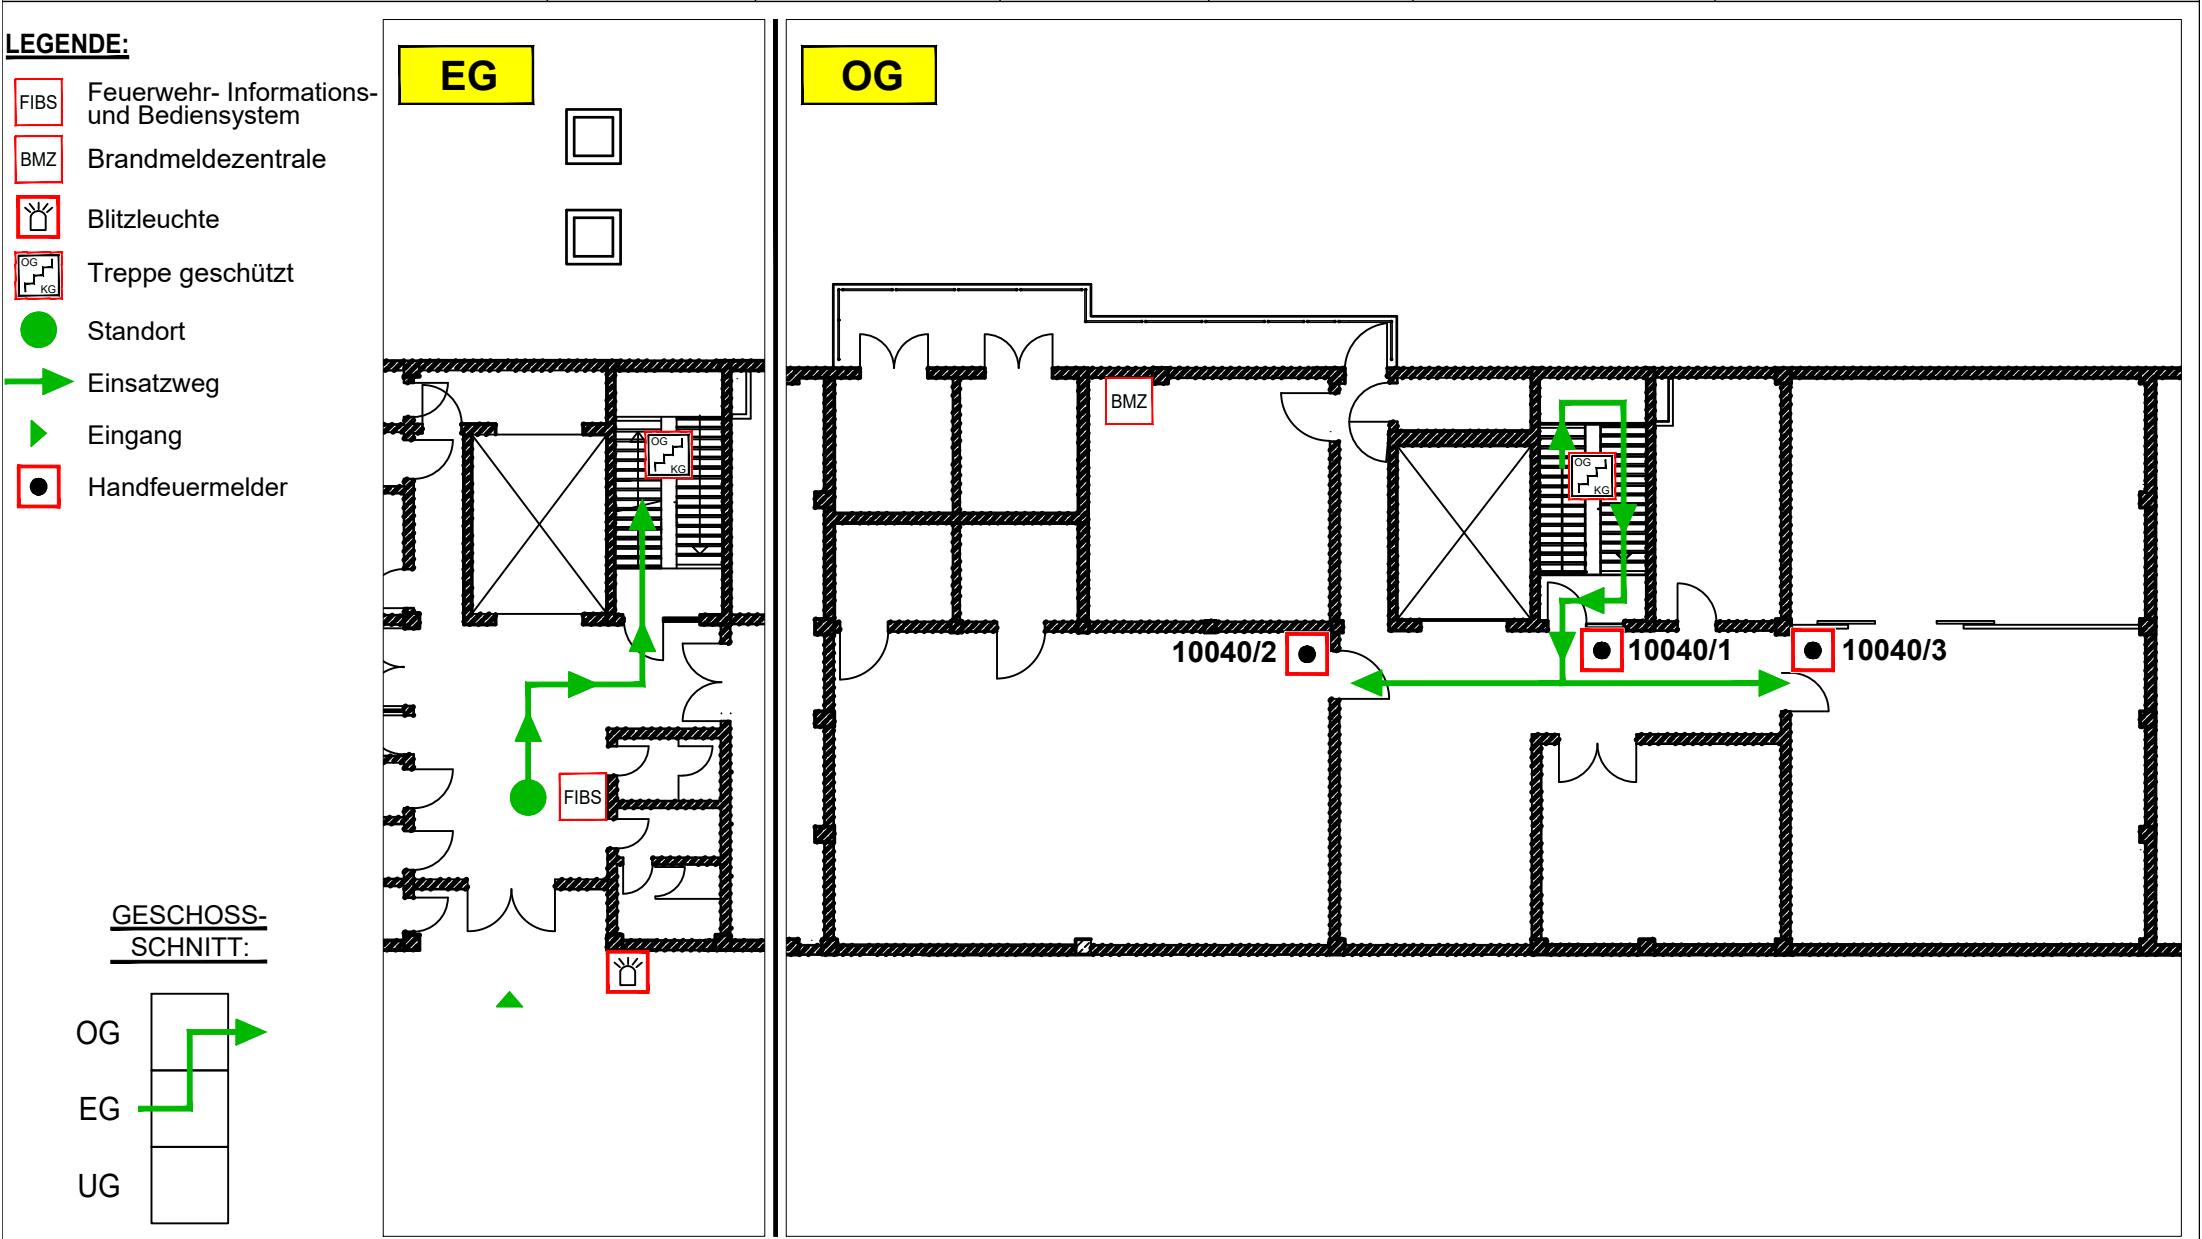 LEGENDE:
FIBS
Feuerwehr- Informations-
und Bediensystem
BMZ
Brandmeldezentrale
Blitzleuchte
OG
KG
Treppe geschützt
Standort
Einsatzweg
Eingang
Handfeuermelder
GESCHOSS-
SCHNITT:
OG
EG
UG
EG
OG
KG
FIBS
OG
BMZ
OG
KG
10040/2
10040/1
10040/3